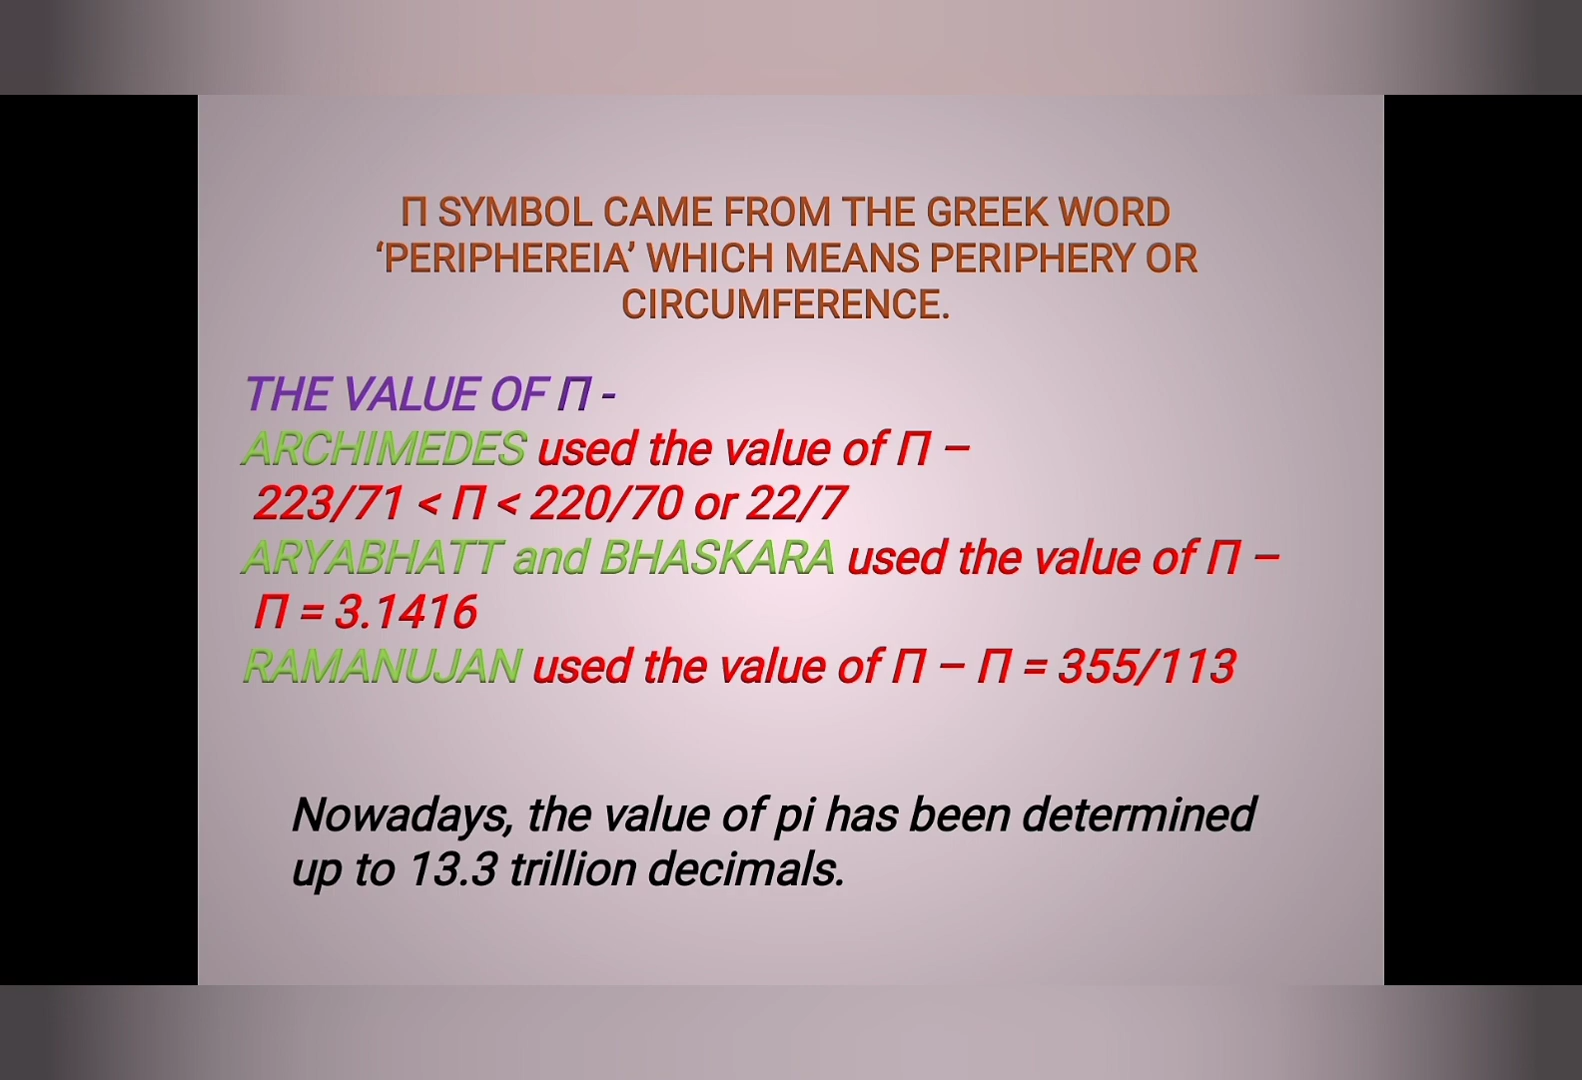 Π SYMBOL CAME FROM THE GREEK WORD
‘PERIPHEREIA’ WHICH MEANS PERIPHERY OR
CIRCUMFERENCE.
THE VALUE OF Π -
ARCHIMEDES used the value of Π –
223/71 < Π < 220/70 or 22/7
ARYABHATT and BHASKARA used the value of Π –
Π = 3.1416
RAMANUJAN used the value of Π – Π = 355/113
Nowadays, the value of pi has been determined
up to 13.3 trillion decimals.